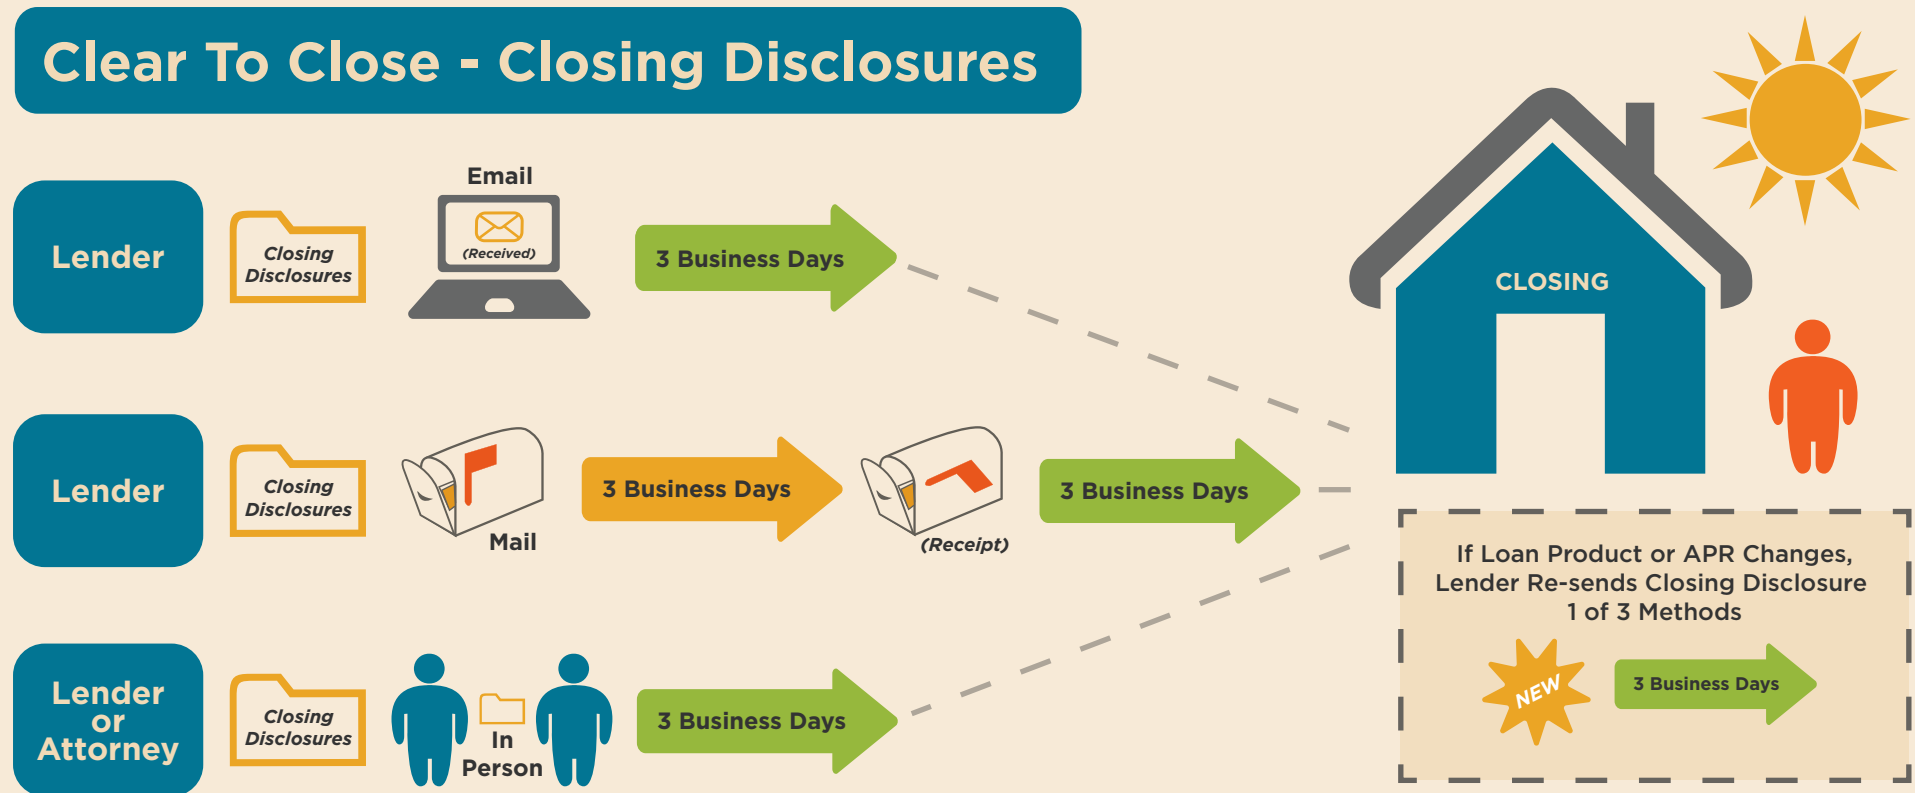 Clear To Close - Closing Disclosures
Lender
Closing
Disclosures
Email
(Received)
3 Business Days
CLOSING
Lender
Closing
Disclosures
Mail
3 Business Days
(Receipt)
3 Business Days
Lender
or
Attorney
Closing
Disclosures
In
Person
3 Business Days
If Loan Product or APR Changes,
Lender Re-sends Closing Disclosure
1 of 3 Methods
NEW
3 Business Days